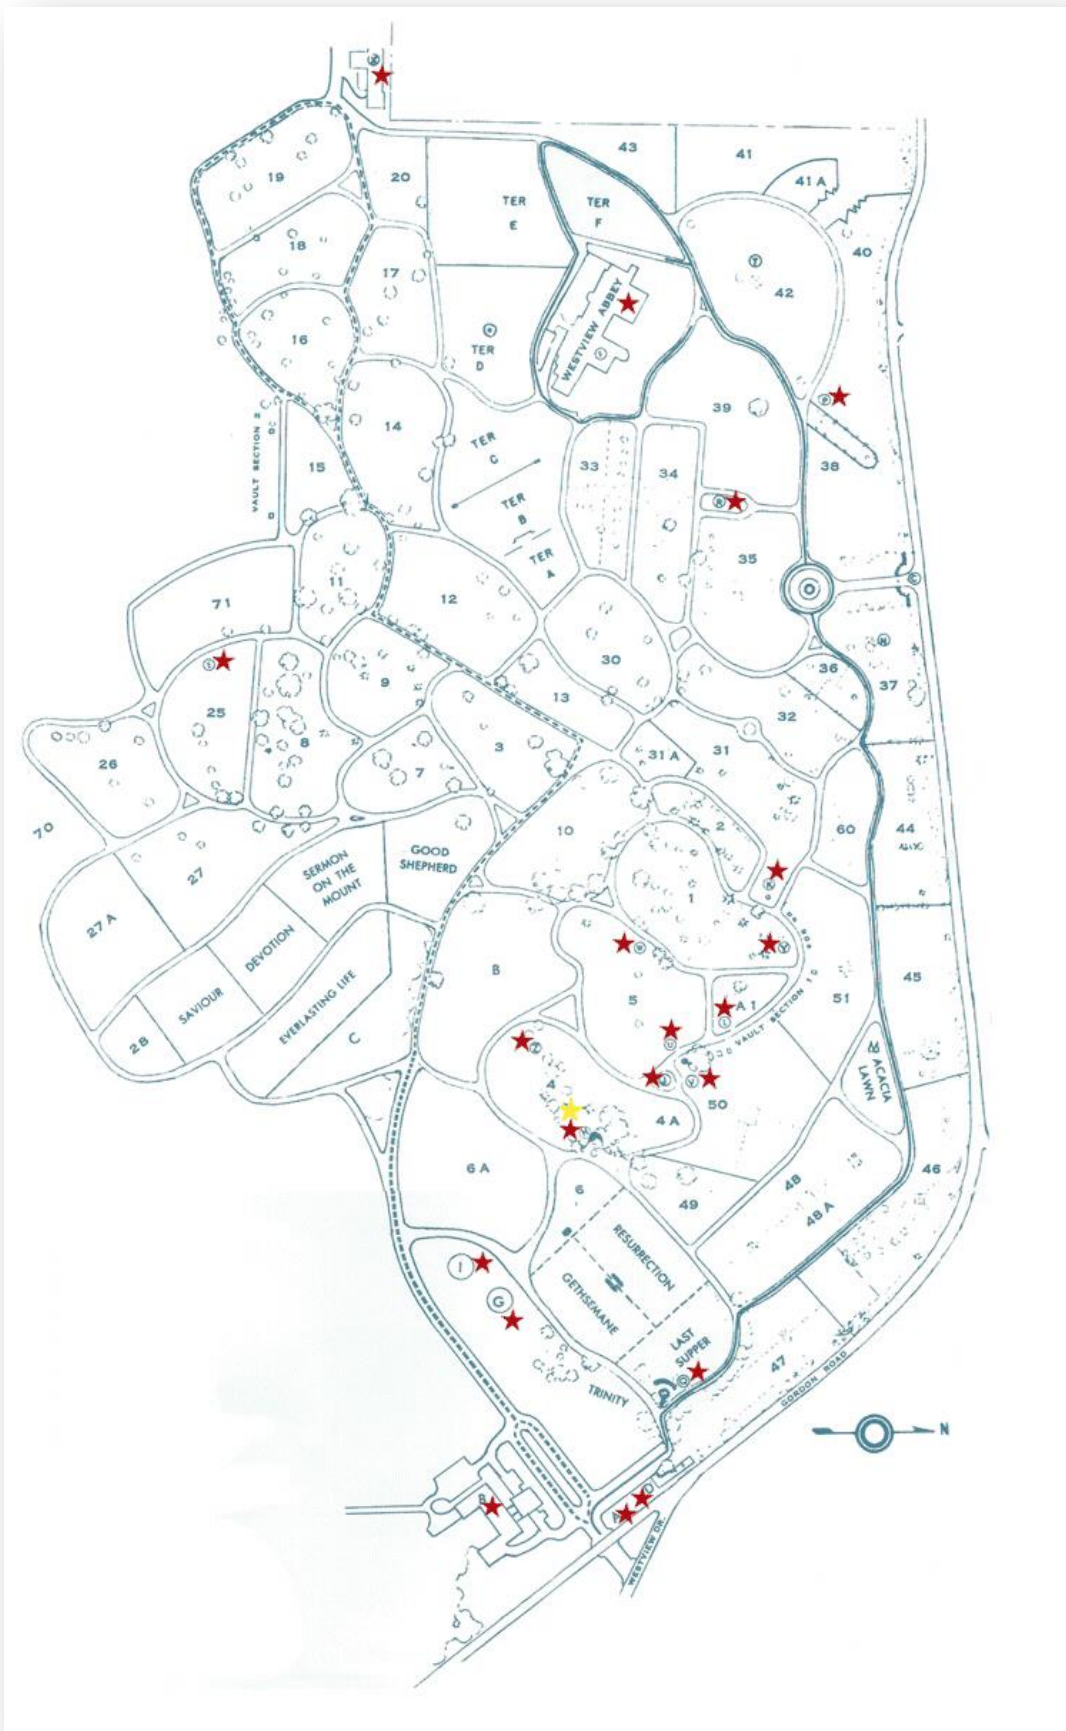 43
41
19
20
41 A
TER
E
TER
F
18
40
17
42
16
WESTVIEW ABBEY
TER
D
39
14
TER
C
33
34
38
15
VAULT SECTION 2
TER
B
TER
A
35
11
71
12
9
30
36
37
13
25
8
32
3
31 A
31
26
7
10
2
60
44
70
27
SERMON
ON THE
MOUNT
GOOD
SHEPHERD
1
27 A
DEVOTION
B
5
A 1
51
45
SAVIOUR
EVERLASTING LIFE
VAULT SECTION 1
28
C
ACACIA
LAWN
4
4 A
50
6 A
6
49
48
48 A
46
RESURRECTION
GETHSEMANE
I
G
LAST
SUPPER
TRINITY
47
GORDON ROAD
N
B
D
A
WESTVIEW DR.